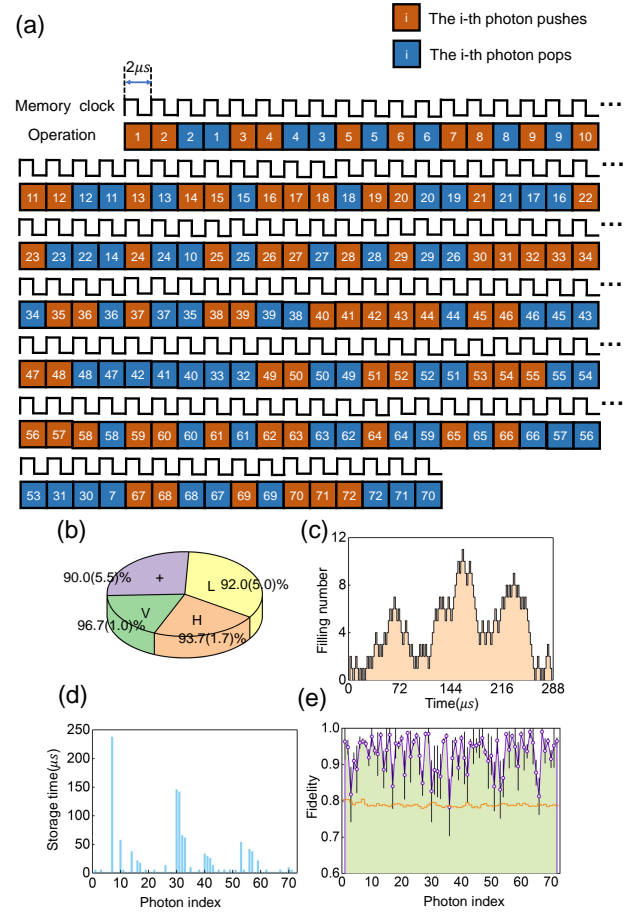 (a)
i The i-th photon pushes
i The i-th photon pops
2μs
Memory clock ...
Operation 1 2 2 1 3 4 4 3 5 5 6 6 7 8 8 9 9 10
...
11 12 12 11 13 13 14 15 15 16 17 18 18 19 20 20 19 21 21 17 16 22
...
23 23 22 14 24 24 10 25 25 26 27 27 28 28 29 29 26 30 31 32 33 34
...
34 35 36 36 37 37 35 38 39 39 38 40 41 42 43 44 44 45 46 46 45 43
...
47 48 48 47 42 41 40 33 32 49 50 50 49 51 52 52 51 53 54 55 55 54
...
56 57 58 58 59 60 60 61 61 62 63 63 62 64 64 59 65 65 66 66 57 56
53 31 30 7 67 68 68 67 69 69 70 71 72 72 71 70
(b)
90.0(5.5)% + L 92.0(5.0)%
V H
96.7(1.0)% 93.7(1.7)%
(c)
12
8
4
0
Filling number
0 72 144 216 288
Time(μs)
(d)
250
200
150
100
50
0
Storage time(μs)
0 10 20 30 40 50 60 70
Photon index
(e)
1.0
0.9
0.8
0.7
0.6
Fidelity
0 10 20 30 40 50 60 70
Photon index